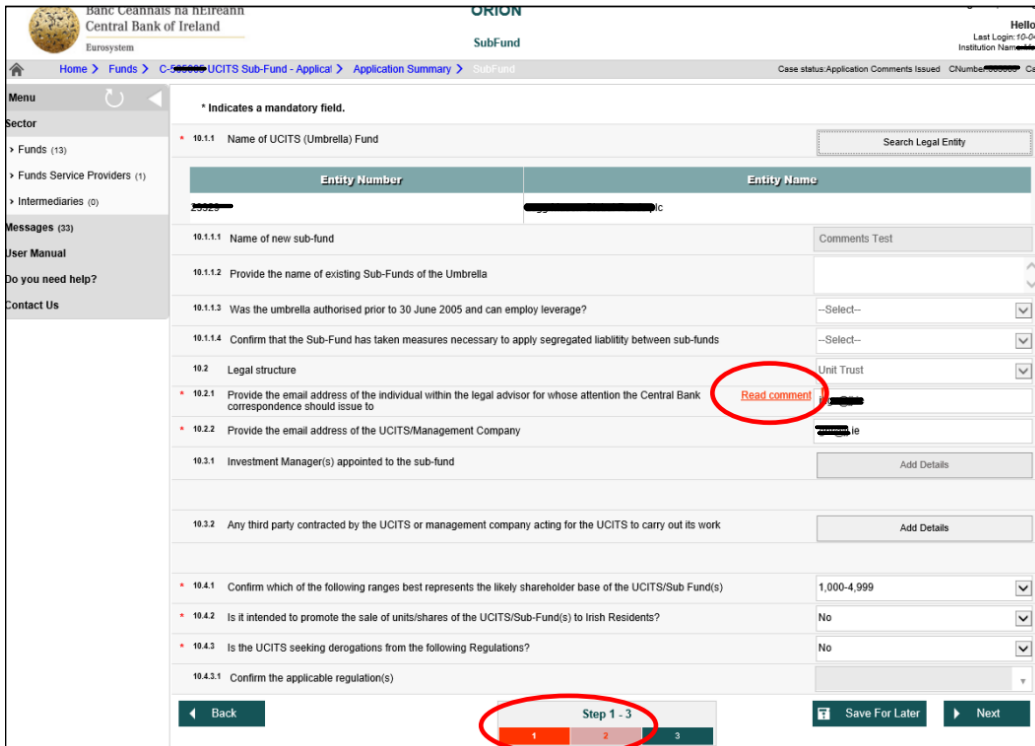 Banc Ceannais na hÉireann
Central Bank of Ireland
Eurosystem
ORION
SubFund
Hello
Last Login:10-0
Institution Name
Home > Funds > C- UCITS Sub-Fund - Applicat > Application Summary > SubFund
Case status:Application Comments Issued CNumber
Menu
Sector
> Funds (13)
> Funds Service Providers (1)
> Intermediaries (0)
Messages (33)
User Manual
Do you need help?
Contact Us
* Indicates a mandatory field.
* 10.1.1 Name of UCITS (Umbrella) Fund
Search Legal Entity
Entity Number Entity Name
plc
10.1.1.1 Name of new sub-fund
Comments Test
10.1.1.2 Provide the name of existing Sub-Funds of the Umbrella
10.1.1.3 Was the umbrella authorised prior to 30 June 2005 and can employ leverage?
--Select--
10.1.1.4 Confirm that the Sub-Fund has taken measures necessary to apply segregated liablitity between sub-funds
--Select--
10.2 Legal structure
Unit Trust
* 10.2.1 Provide the email address of the individual within the legal advisor for whose attention the Central Bank
correspondence should issue to
Read comment
* 10.2.2 Provide the email address of the UCITS/Management Company
.ie
10.3.1 Investment Manager(s) appointed to the sub-fund
Add Details
10.3.2 Any third party contracted by the UCITS or management company acting for the UCITS to carry out its work
Add Details
* 10.4.1 Confirm which of the following ranges best represents the likely shareholder base of the UCITS/Sub Fund(s)
1,000-4,999
* 10.4.2 Is it intended to promote the sale of units/shares of the UCITS/Sub-Fund(s) to Irish Residents?
No
* 10.4.3 Is the UCITS seeking derogations from the following Regulations?
No
10.4.3.1 Confirm the applicable regulation(s)
Back
Step 1 - 3
1 2 3
Save For Later
Next